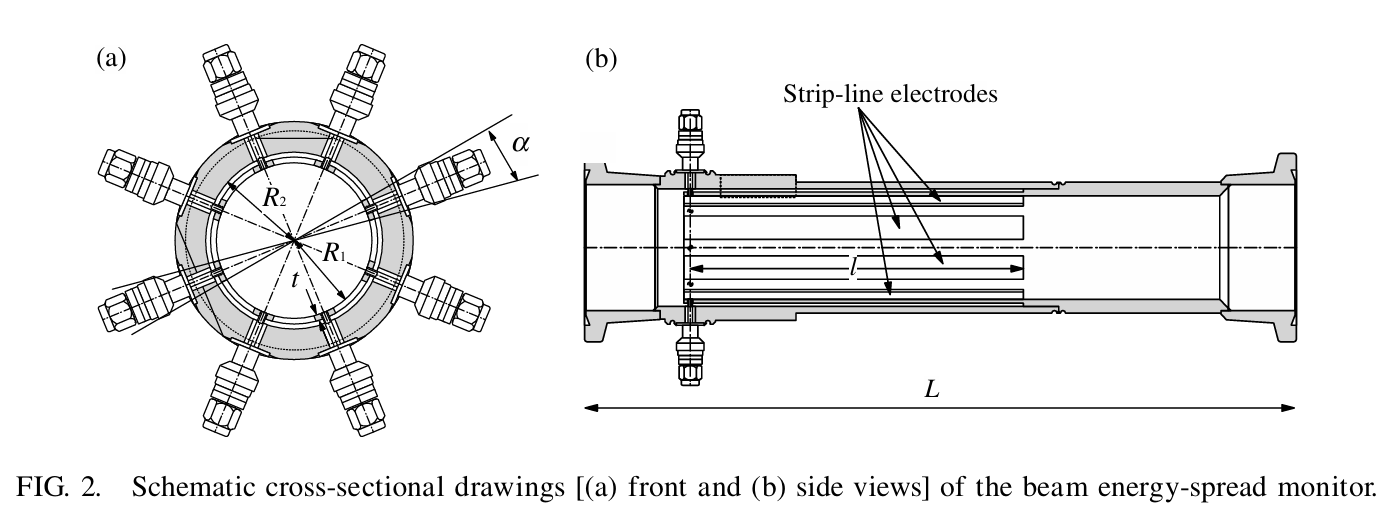 (a)
(b)
Strip-line electrodes
α
R2
R1
t
l
L
FIG. 2. Schematic cross-sectional drawings [(a) front and (b) side views] of the beam energy-spread monitor.